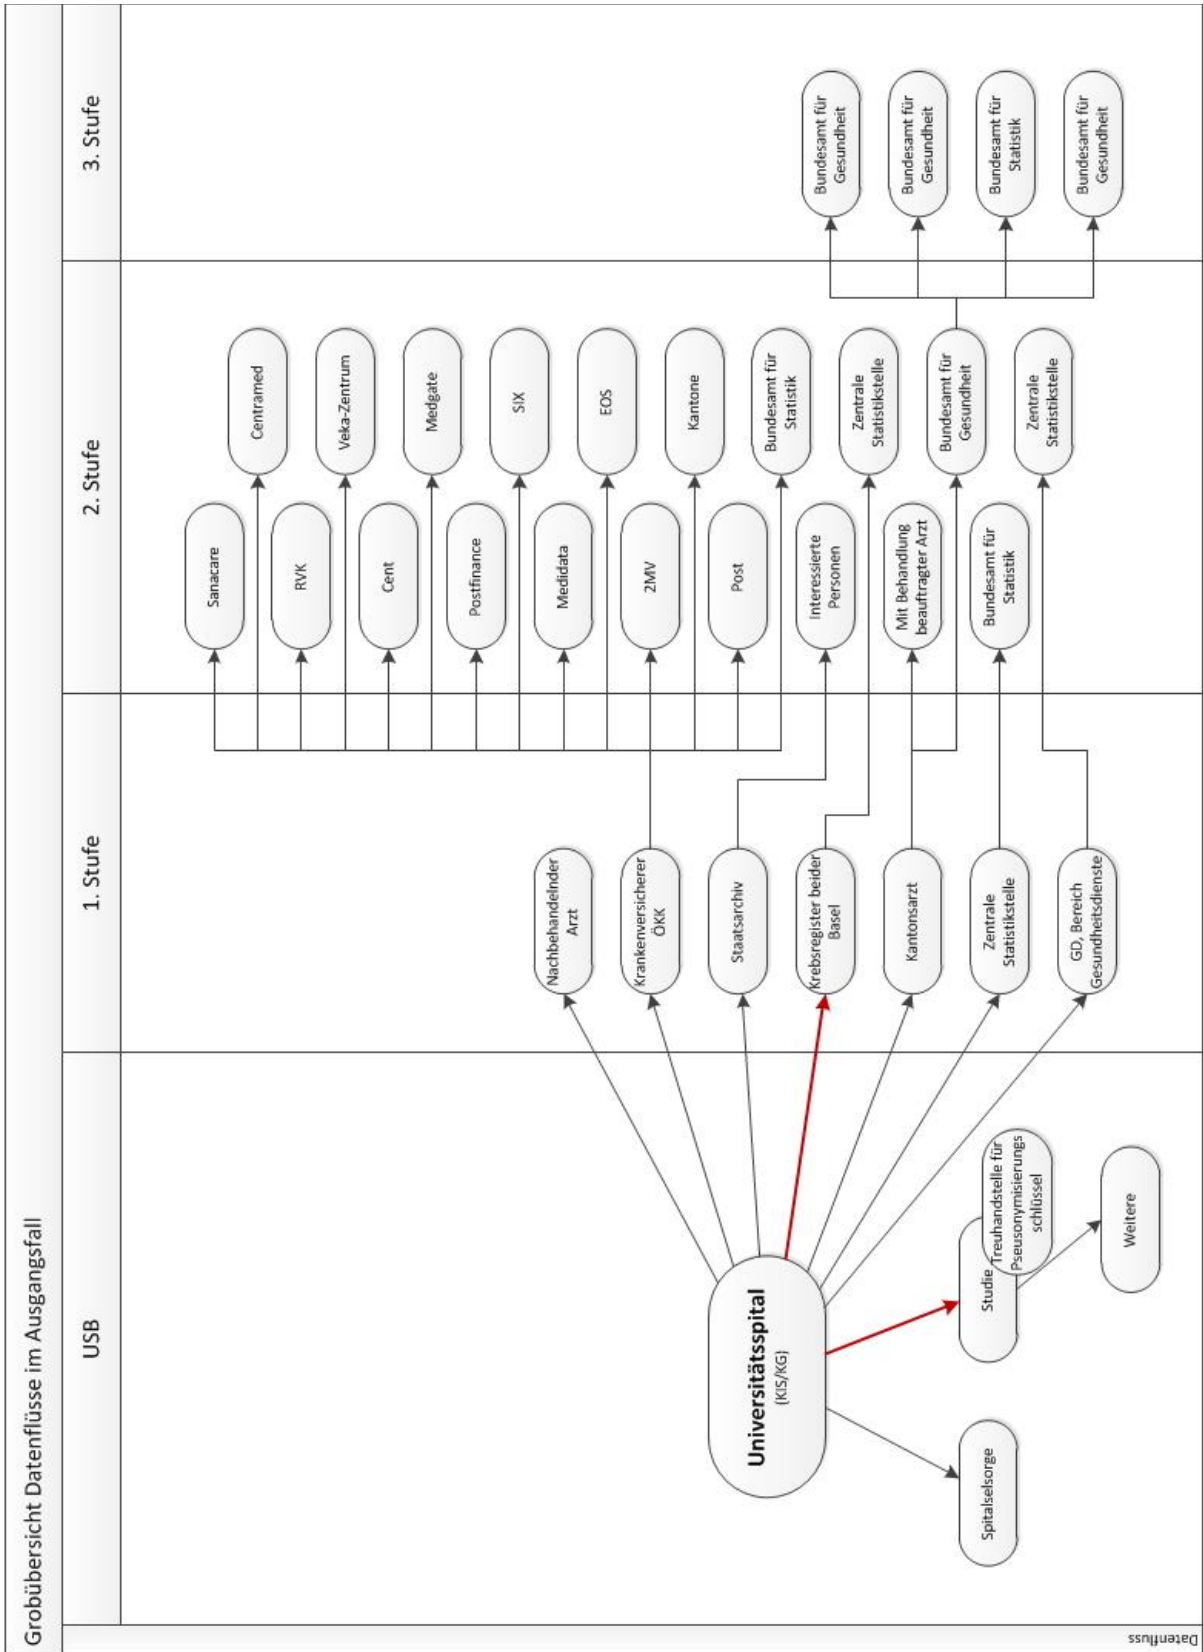 Grobübersicht Datenflüsse im Ausgangsfall
USB
1. Stufe
2. Stufe
3. Stufe
Datenfluss
Universitätsspital
(KIS/KG)
Spitalselsorge
Studie
Treuhandstelle für
Pseusonymisierungs
schlüssel
Weitere
Nachbehandelnder
Arzt
Krankenversicherer
ÖKK
Staatsarchiv
Krebsregister beider
Basel
Kantonsarzt
Zentrale
Statistikstelle
GD, Bereich
Gesundheitsdienste
Sanacare
Centramed
RVK
Veka-Zentrum
Cent
Medgate
Postfinance
SIX
Medidata
EOS
2MV
Kantone
Post
Bundesamt für
Statistik
Interessierte
Personen
Zentrale
Statistikstelle
Mit Behandlung
beauftragter Arzt
Bundesamt für
Gesundheit
Bundesamt für
Statistik
Zentrale
Statistikstelle
Bundesamt für
Gesundheit
Bundesamt für
Gesundheit
Bundesamt für
Statistik
Bundesamt für
Gesundheit